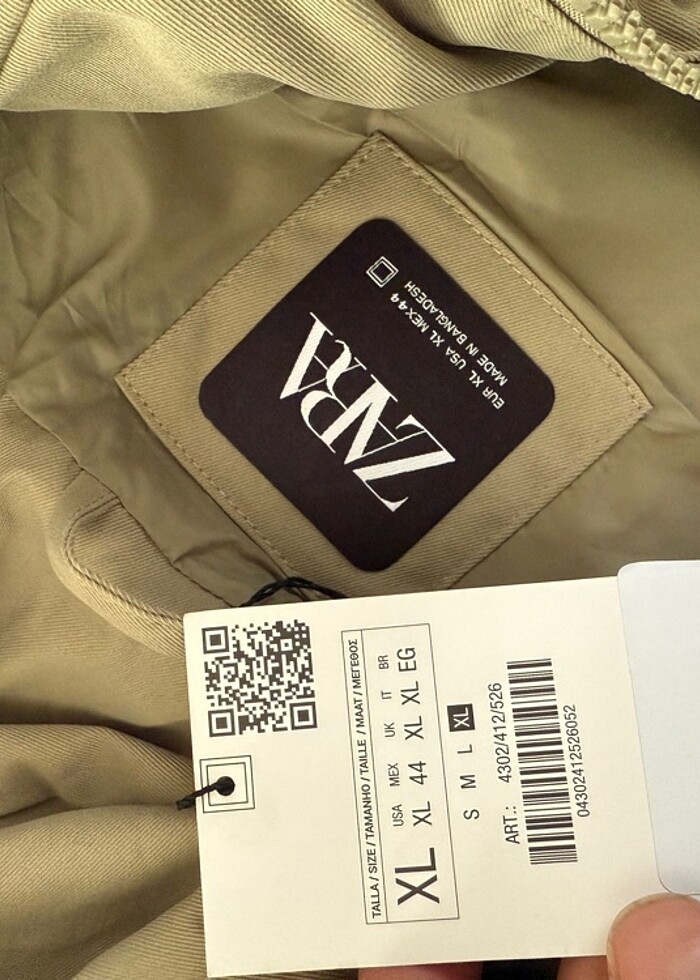 ZARA
EUR XL USA XL MEX 44
MADE IN BANGLADESH
TALLA / SIZE / TAMANHO / TAILLE / MAAT / ΜΕΓΕΘΟΣ
USA MEX UK IT BR
XL XL 44 XL XL EG
S M L XL
ART.: 4302/412/526
04302412526052